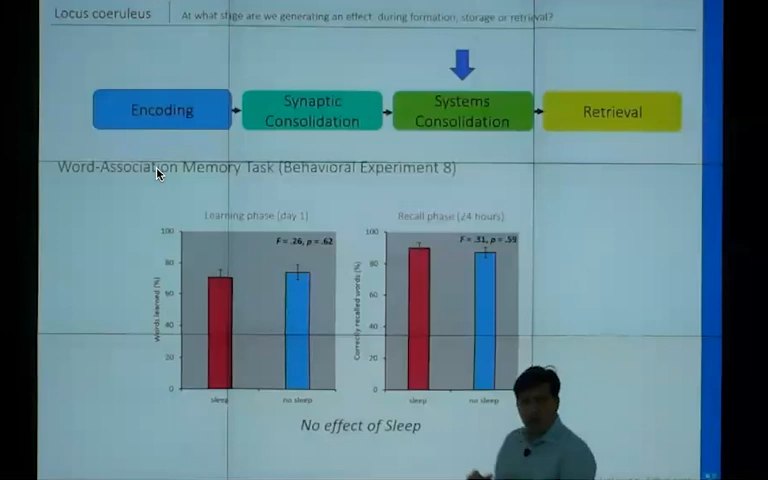 Locus coeruleus
At what stage are we generating an effect: during formation, storage or retrieval?
Encoding
Synaptic
Consolidation
Systems
Consolidation
Retrieval
Word-Association Memory Task (Behavioral Experiment 8)
Learning phase (day 1)
F = .26, p = .62
Words learned (%)
100
80
60
40
20
0
sleep
no sleep
Recall phase (24 hours)
F = .31, p = .59
Correctly recalled words (%)
100
80
60
40
20
0
sleep
no sleep
No effect of Sleep